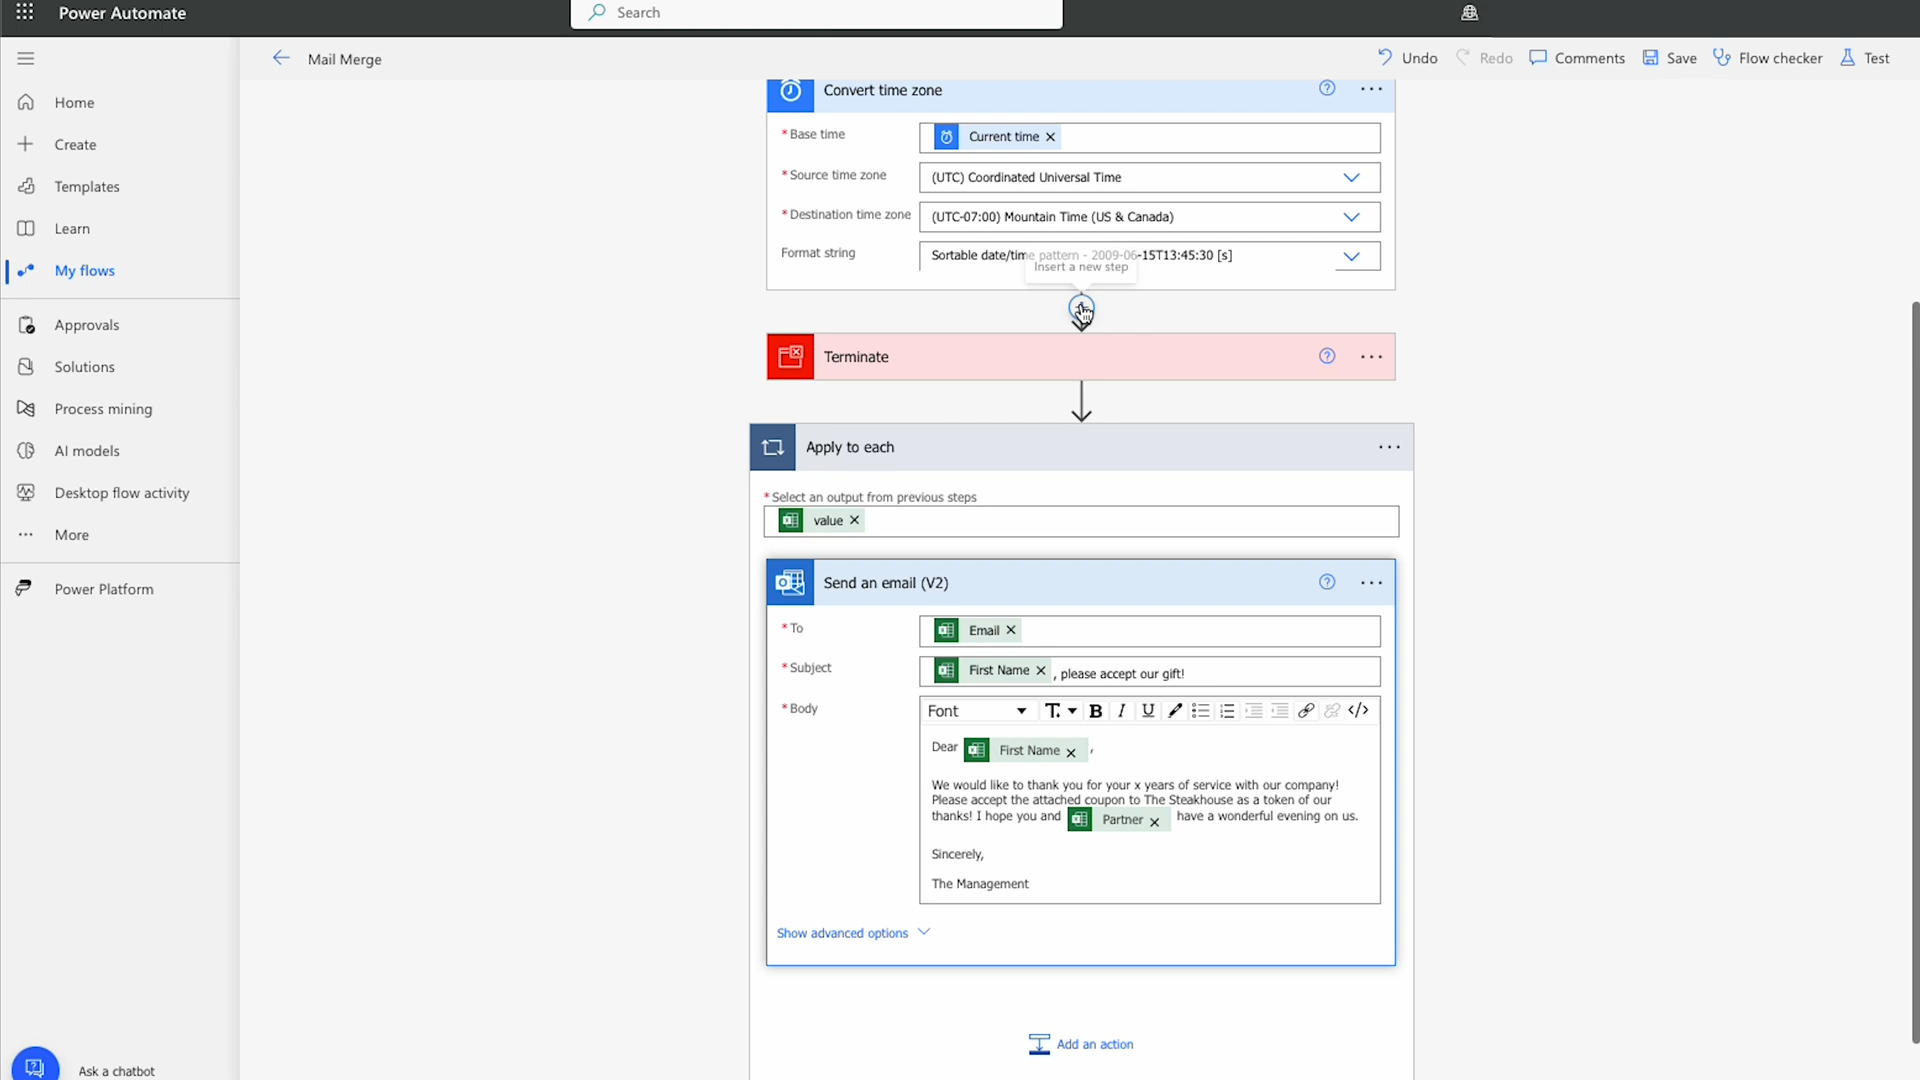 Power Automate
Search
Mail Merge
Undo
Redo
Comments
Save
Flow checker
Test
Home
Create
Templates
Learn
My flows
Approvals
Solutions
Process mining
AI models
Desktop flow activity
More
Power Platform
Ask a chatbot
Convert time zone
* Base time
Current time
* Source time zone
(UTC) Coordinated Universal Time
* Destination time zone
(UTC-07:00) Mountain Time (US & Canada)
Format string
Sortable date/time pattern - 2009-06-15T13:45:30 [s]
Insert a new step
Terminate
Apply to each
* Select an output from previous steps
value
Send an email (V2)
* To
Email
* Subject
First Name , please accept our gift!
* Body
Font
Dear First Name ,
We would like to thank you for your x years of service with our company!
Please accept the attached coupon to The Steakhouse as a token of our
thanks! I hope you and Partner have a wonderful evening on us.
Sincerely,
The Management
Show advanced options
Add an action